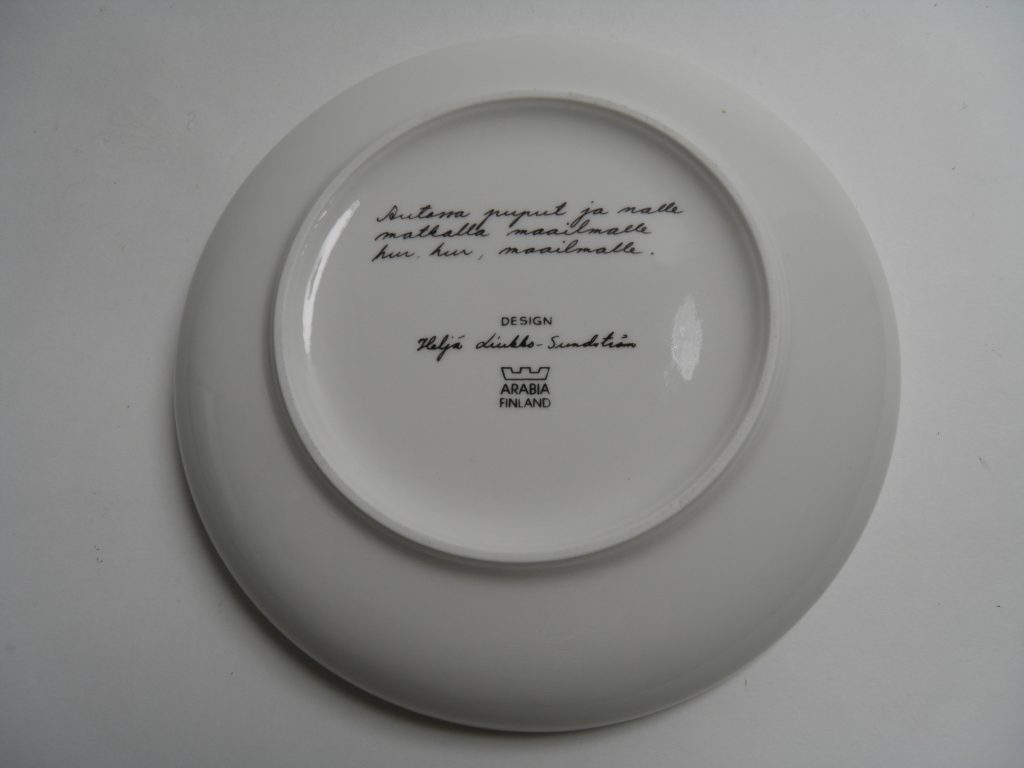 Autossa puput ja nalle
matkalla maailmalle
hur, hur, maailmalle.
DESIGN
Heljä Liukko-Sundström
ARABIA
FINLAND